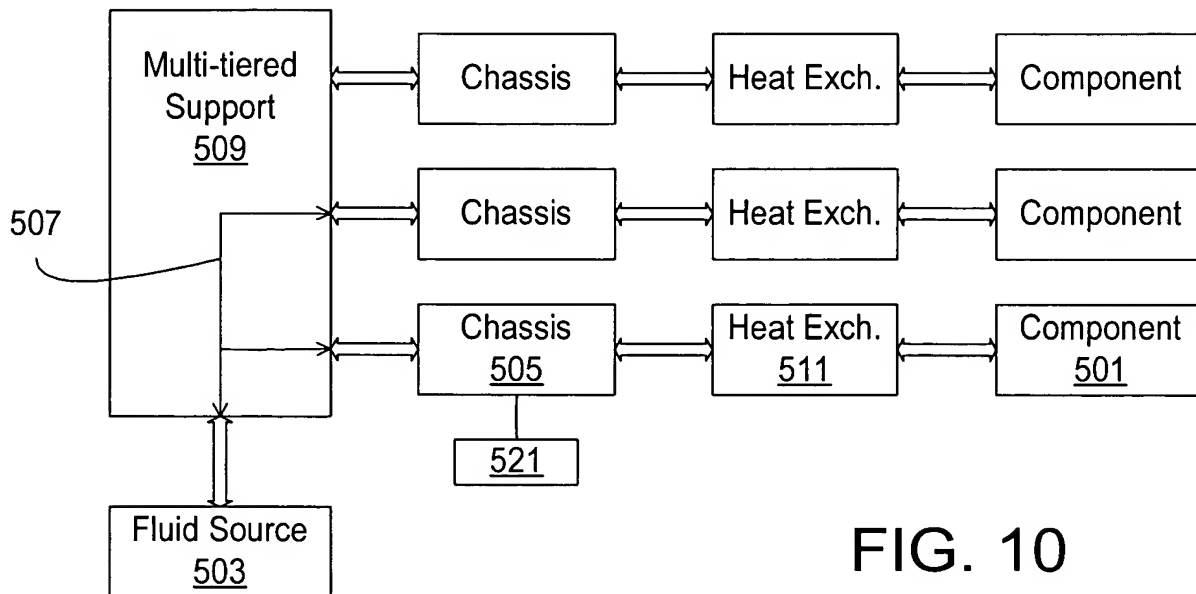 Multi-tiered
Support
509
Chassis
Heat Exch.
Component
507
Chassis
Heat Exch.
Component
Chassis
505
Heat Exch.
511
Component
501
521
Fluid Source
503
FIG. 10